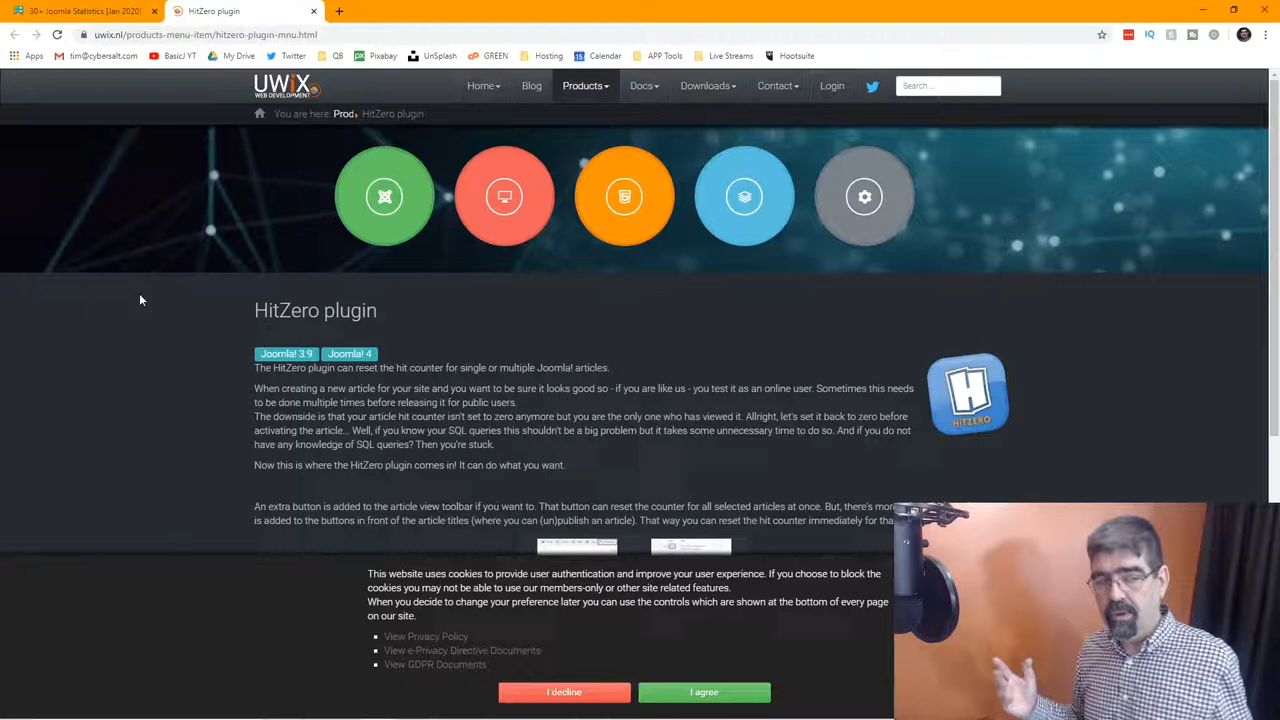 30+ Joomla Statistics [Jan 2020]
HitZero plugin
uwix.nl/products-menu-item/hitzero-plugin-mnu.html
Apps
tim@cybersalt.com
BasicJ YT
My Drive
Twitter
QB
Pixabay
UnSplash
GREEN
Hosting
Calendar
APP Tools
Live Streams
Hootsuite
UWiX
WEB DEVELOPMENT
Home
Blog
Products
Docs
Downloads
Contact
Login
Search ...
You are here: Prod HitZero plugin
HitZero plugin
Joomla! 3.9 Joomla! 4
The HitZero plugin can reset the hit counter for single or multiple Joomla! articles.
When creating a new article for your site and you want to be sure it looks good so - if you are like us - you test it as an online user. Sometimes this needs
to be done multiple times before releasing it for public users.
The downside is that your article hit counter isn't set to zero anymore but you are the only one who has viewed it. Allright, let's set it back to zero before
activating the article... Well, if you know your SQL queries this shouldn't be a big problem but it takes some unnecessary time to do so. And if you do not
have any knowledge of SQL queries? Then you're stuck.
Now this is where the HitZero plugin comes in! It can do what you want.
HITZERO
An extra button is added to the article view toolbar if you want to. That button can reset the counter for all selected articles at once. But, there's more
is added to the buttons in front of the article titles (where you can (un)publish an article). That way you can reset the hit counter immediately for tha
This website uses cookies to provide user authentication and improve your user experience. If you choose to block the
cookies you may not be able to use our members-only or other site related features.
When you decide to change your preference later you can use the controls which are shown at the bottom of every page
on our site.
View Privacy Policy
View e-Privacy Directive Documents
View GDPR Documents
I decline
I agree